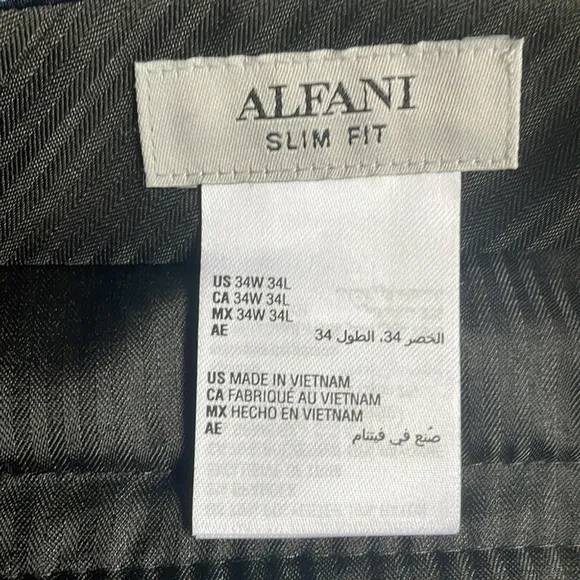 ALFANI
SLIM FIT
US 34W 34L
CA 34W 34L
MX 34W 34L
AE الخصر 34، الطول 34
US MADE IN VIETNAM
CA FABRIQUÉ AU VIETNAM
MX HECHO EN VIETNAM
AE صُنع في فيتنام